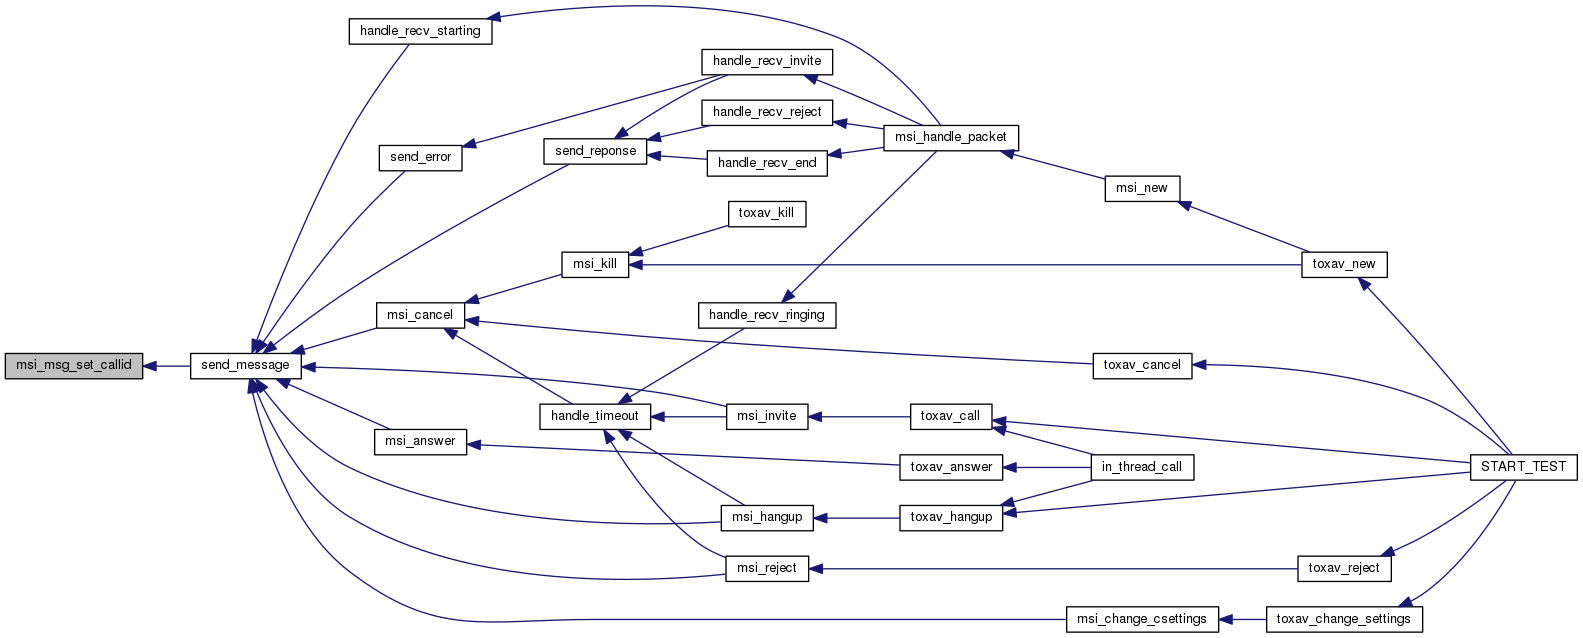 handle_recv_starting
handle_recv_invite
handle_recv_reject
msi_handle_packet
send_error
send_reponse
handle_recv_end
msi_new
toxav_kill
msi_kill
toxav_new
msi_cancel
handle_recv_ringing
msi_msg_set_callid
send_message
toxav_cancel
handle_timeout
msi_invite
toxav_call
msi_answer
toxav_answer
in_thread_call
START_TEST
msi_hangup
toxav_hangup
msi_reject
toxav_reject
msi_change_csettings
toxav_change_settings